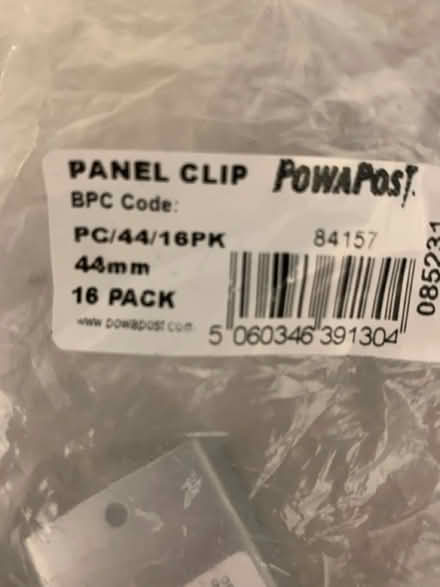 PANEL CLIP POWAPOST.
BPC Code:
PC/44/16PK 84157
44mm
16 PACK
www.powapost.com
5 060346 391304
085231